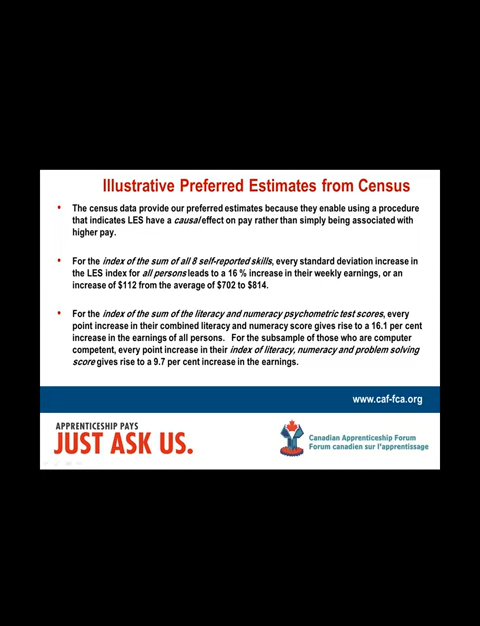 Illustrative Preferred Estimates from Census
• The census data provide our preferred estimates because they enable using a procedure
that indicates LES have a causal effect on pay rather than simply being associated with
higher pay.
• For the index of the sum of all 8 self-reported skills, every standard deviation increase in
the LES index for all persons leads to a 16 % increase in their weekly earnings, or an
increase of $112 from the average of $702 to $814.
• For the index of the sum of the literacy and numeracy psychometric test scores, every
point increase in their combined literacy and numeracy score gives rise to a 16.1 per cent
increase in the earnings of all persons. For the subsample of those who are computer
competent, every point increase in their index of literacy, numeracy and problem solving
score gives rise to a 9.7 per cent increase in the earnings.
www.caf-fca.org
APPRENTICESHIP PAYS
JUST ASK US.
Canadian Apprenticeship Forum
Forum canadien sur l'apprentissage